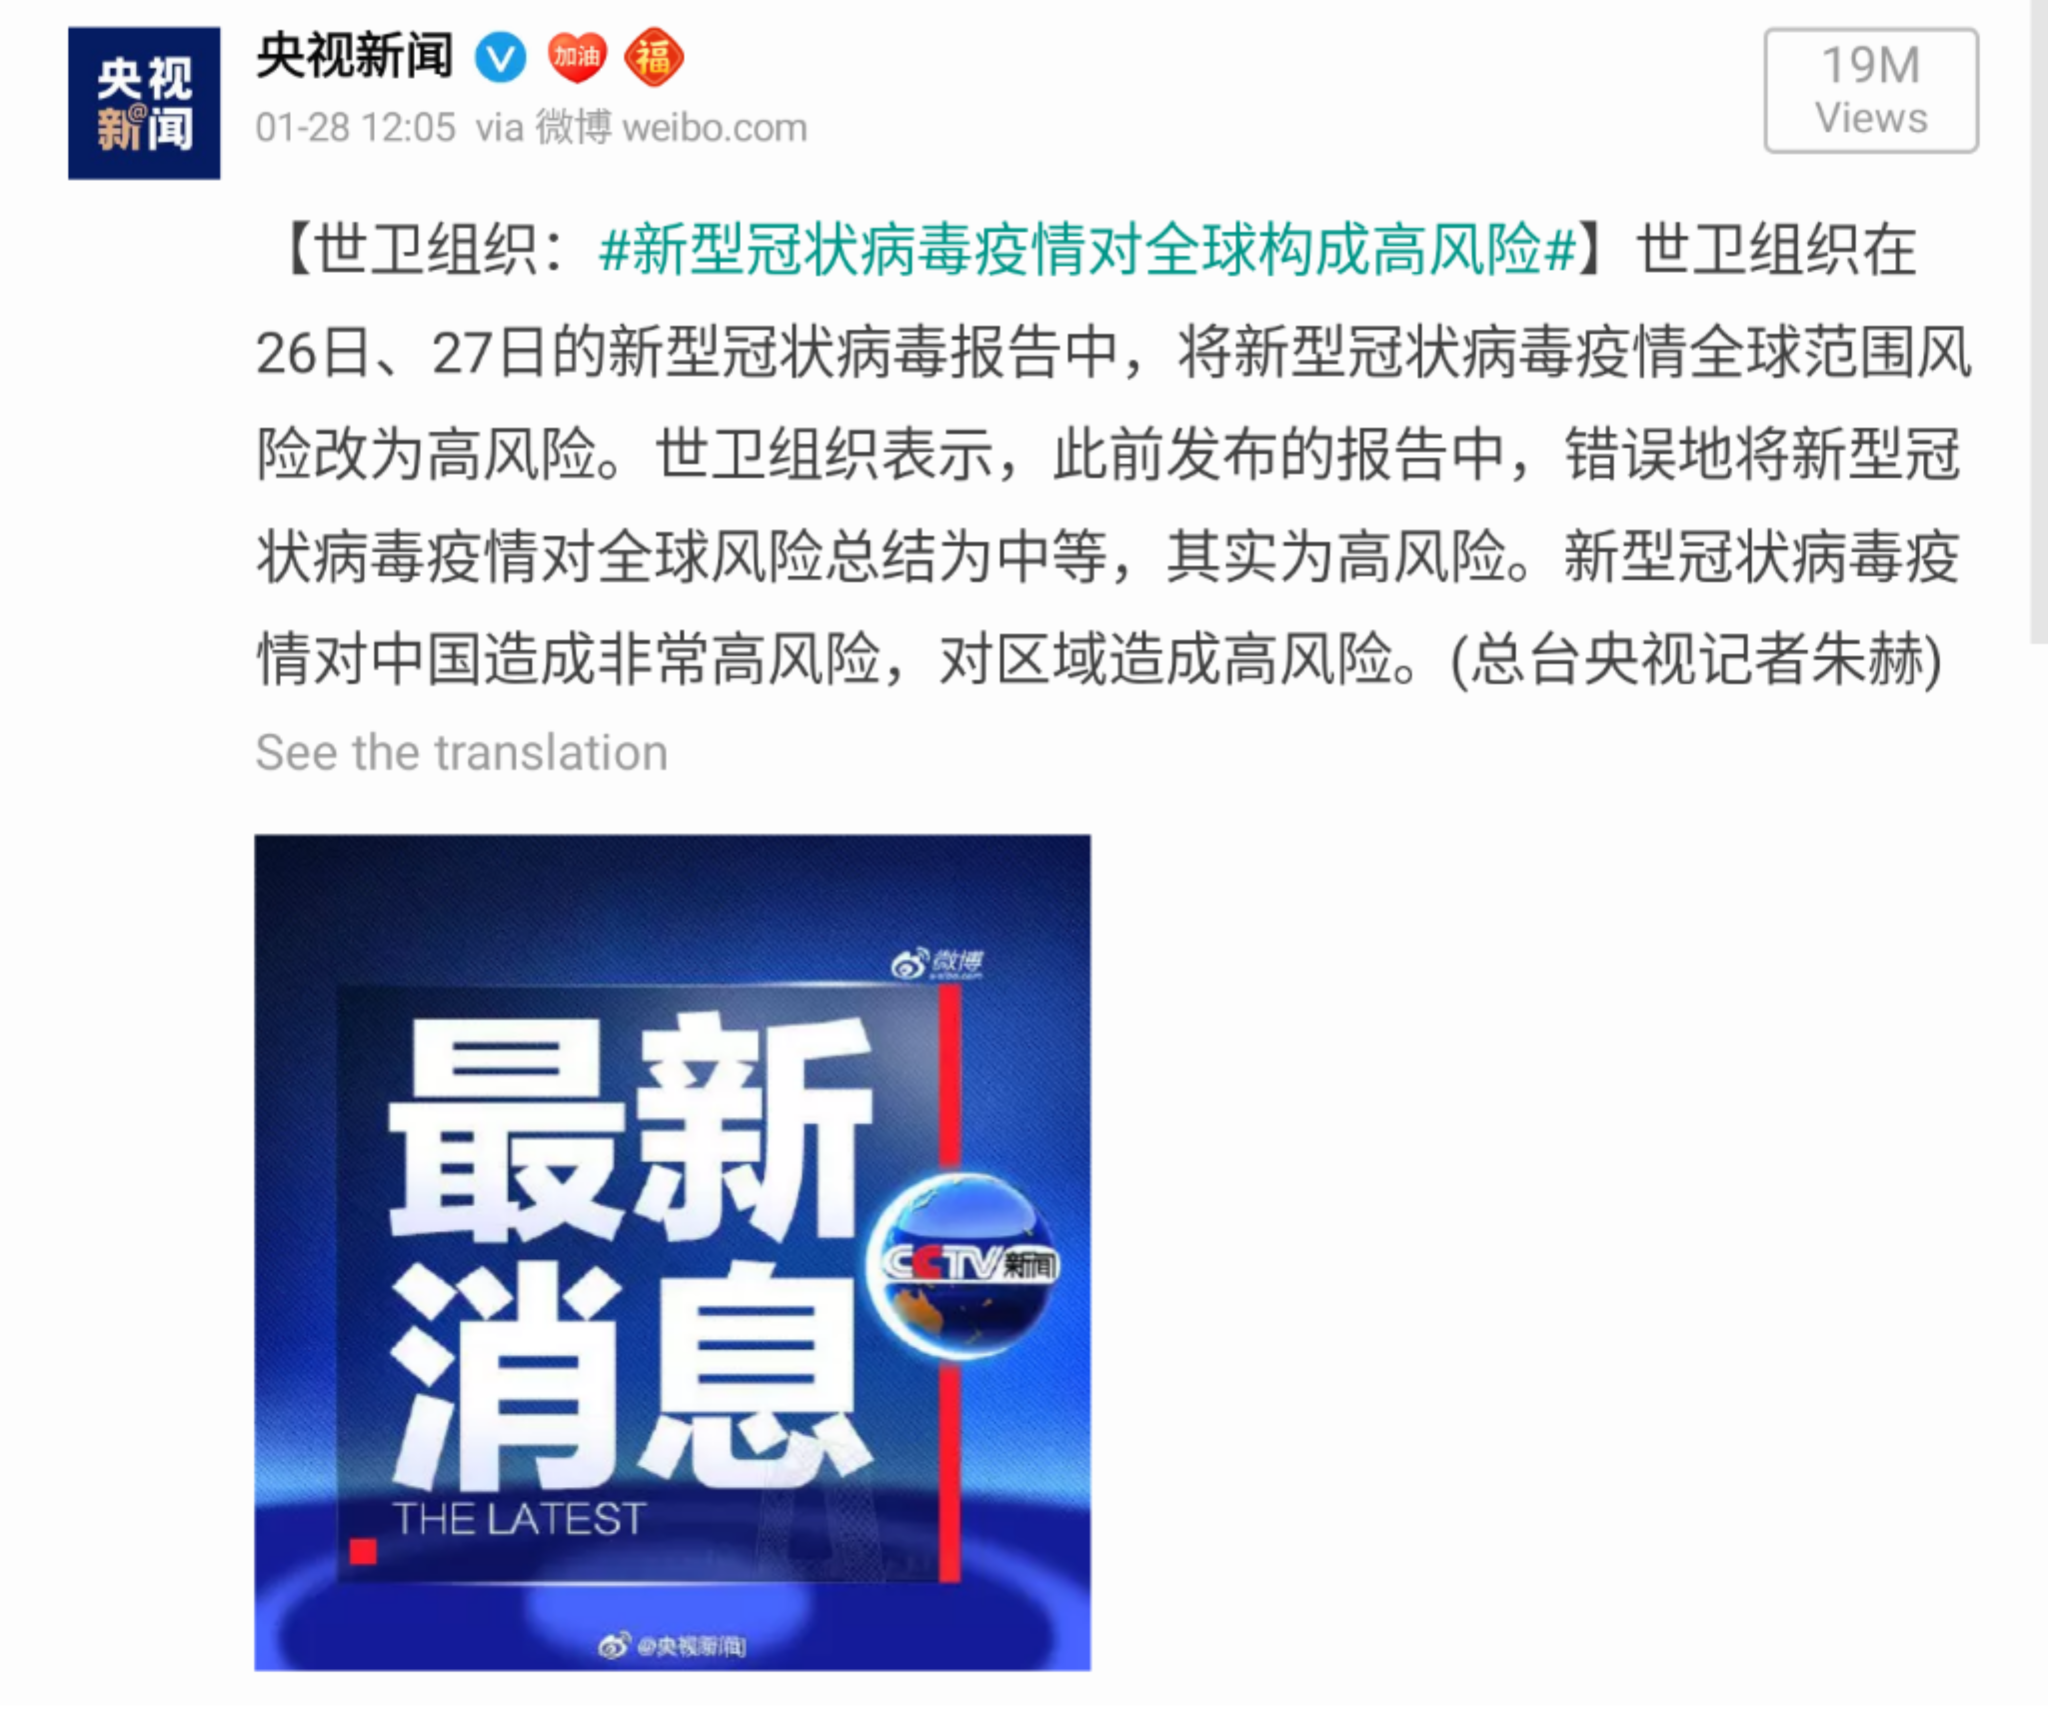 央视
新@闻
央视新闻 V 加油 福
01-28 12:05 via 微博 weibo.com
19M
Views
【世卫组织：#新型冠状病毒疫情对全球构成高风险#】世卫组织在
26日、27日的新型冠状病毒报告中，将新型冠状病毒疫情全球范围风
险改为高风险。世卫组织表示，此前发布的报告中，错误地将新型冠
状病毒疫情对全球风险总结为中等，其实为高风险。新型冠状病毒疫
情对中国造成非常高风险，对区域造成高风险。(总台央视记者朱赫)
See the translation
微博
weibo.com
最新
消息
CCTV新闻
THE LATEST
@央视新闻